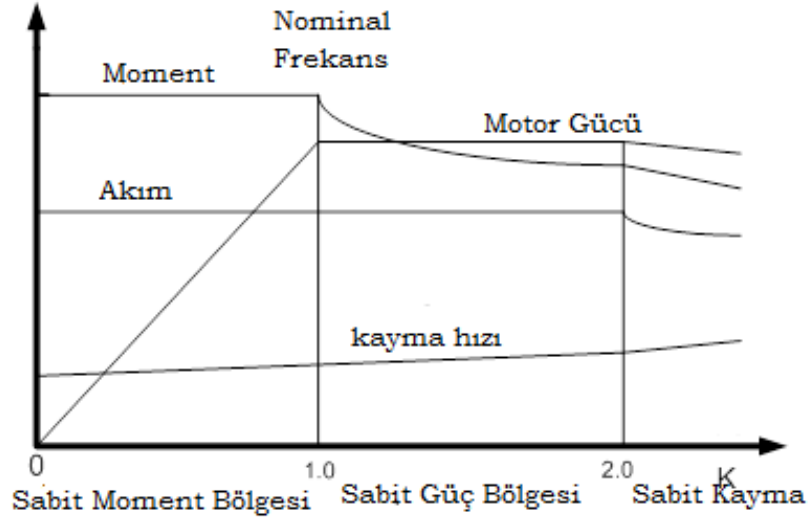 Nominal
Frekans
Moment
Motor Gücü
Akım
kayma hızı
0
1.0
2.0
K
Sabit Moment Bölgesi
Sabit Güç Bölgesi
Sabit Kayma